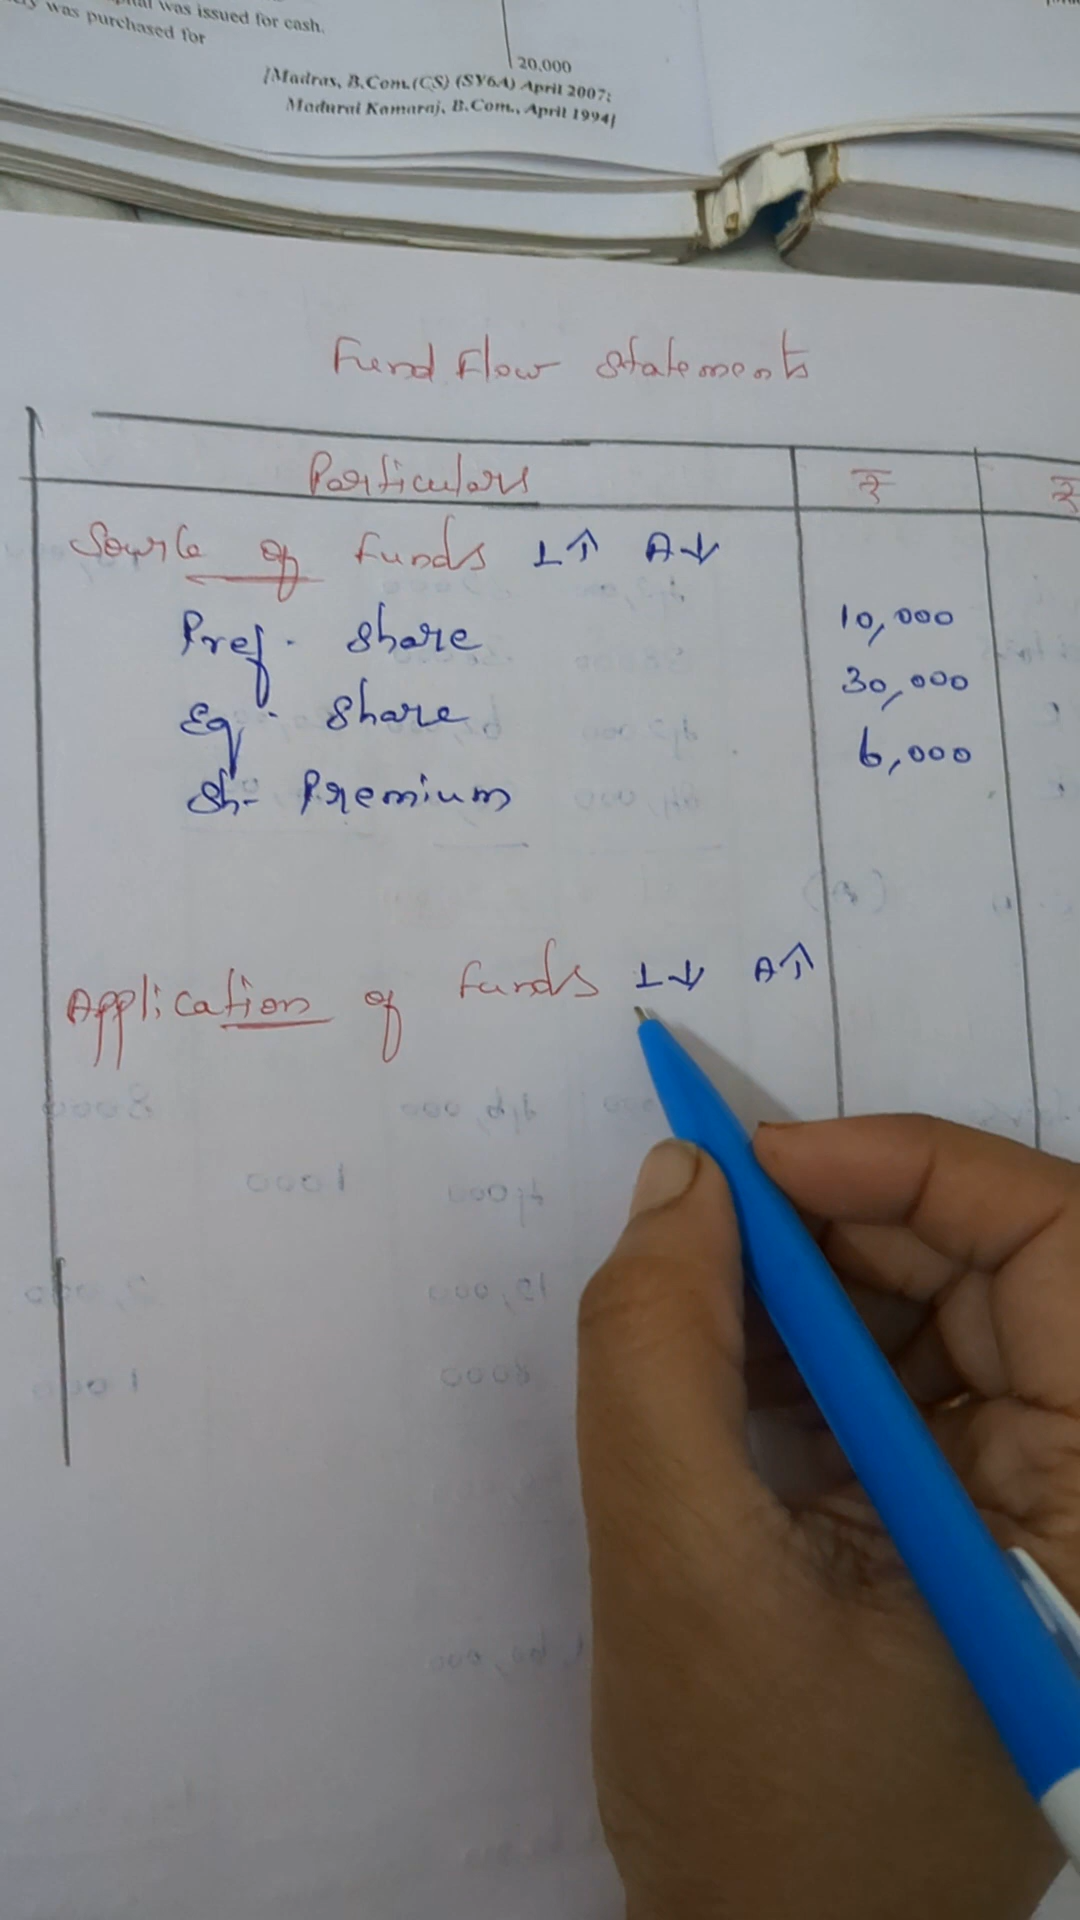 was issued for cash.
was purchased for
20,000
[Madras, B.Com.(CS) (SY6A) April 2007;
Madurai Kamaraj, B.Com., April 1994]
Fund Flow Statements
Particulars ₹ ₹
Source of Funds L↑ A↓
Pref. Share 10,000
Eq. Share 30,000
Sh- Premium 6,000
Application of Funds L↓ A↑